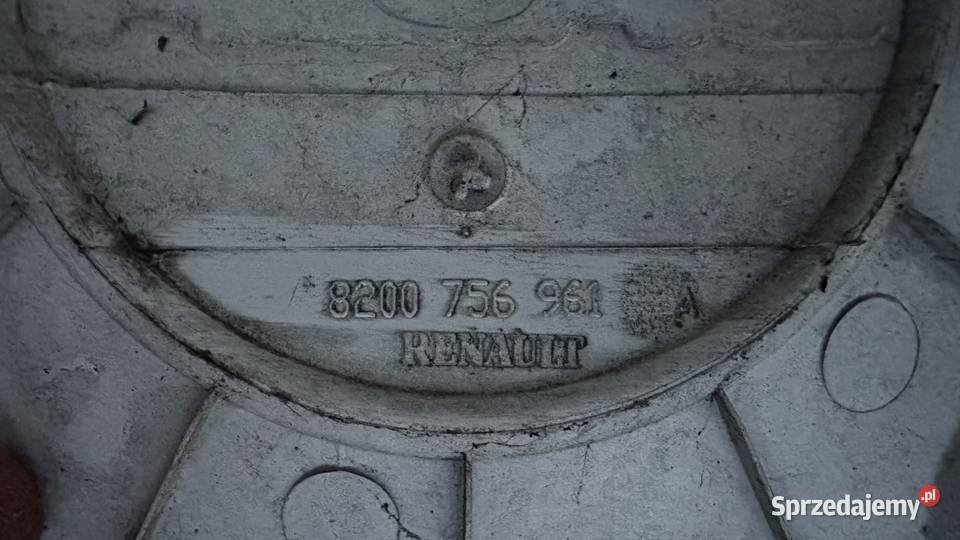 8200 756 961 A
RENAULT
Sprzedajemy.pl